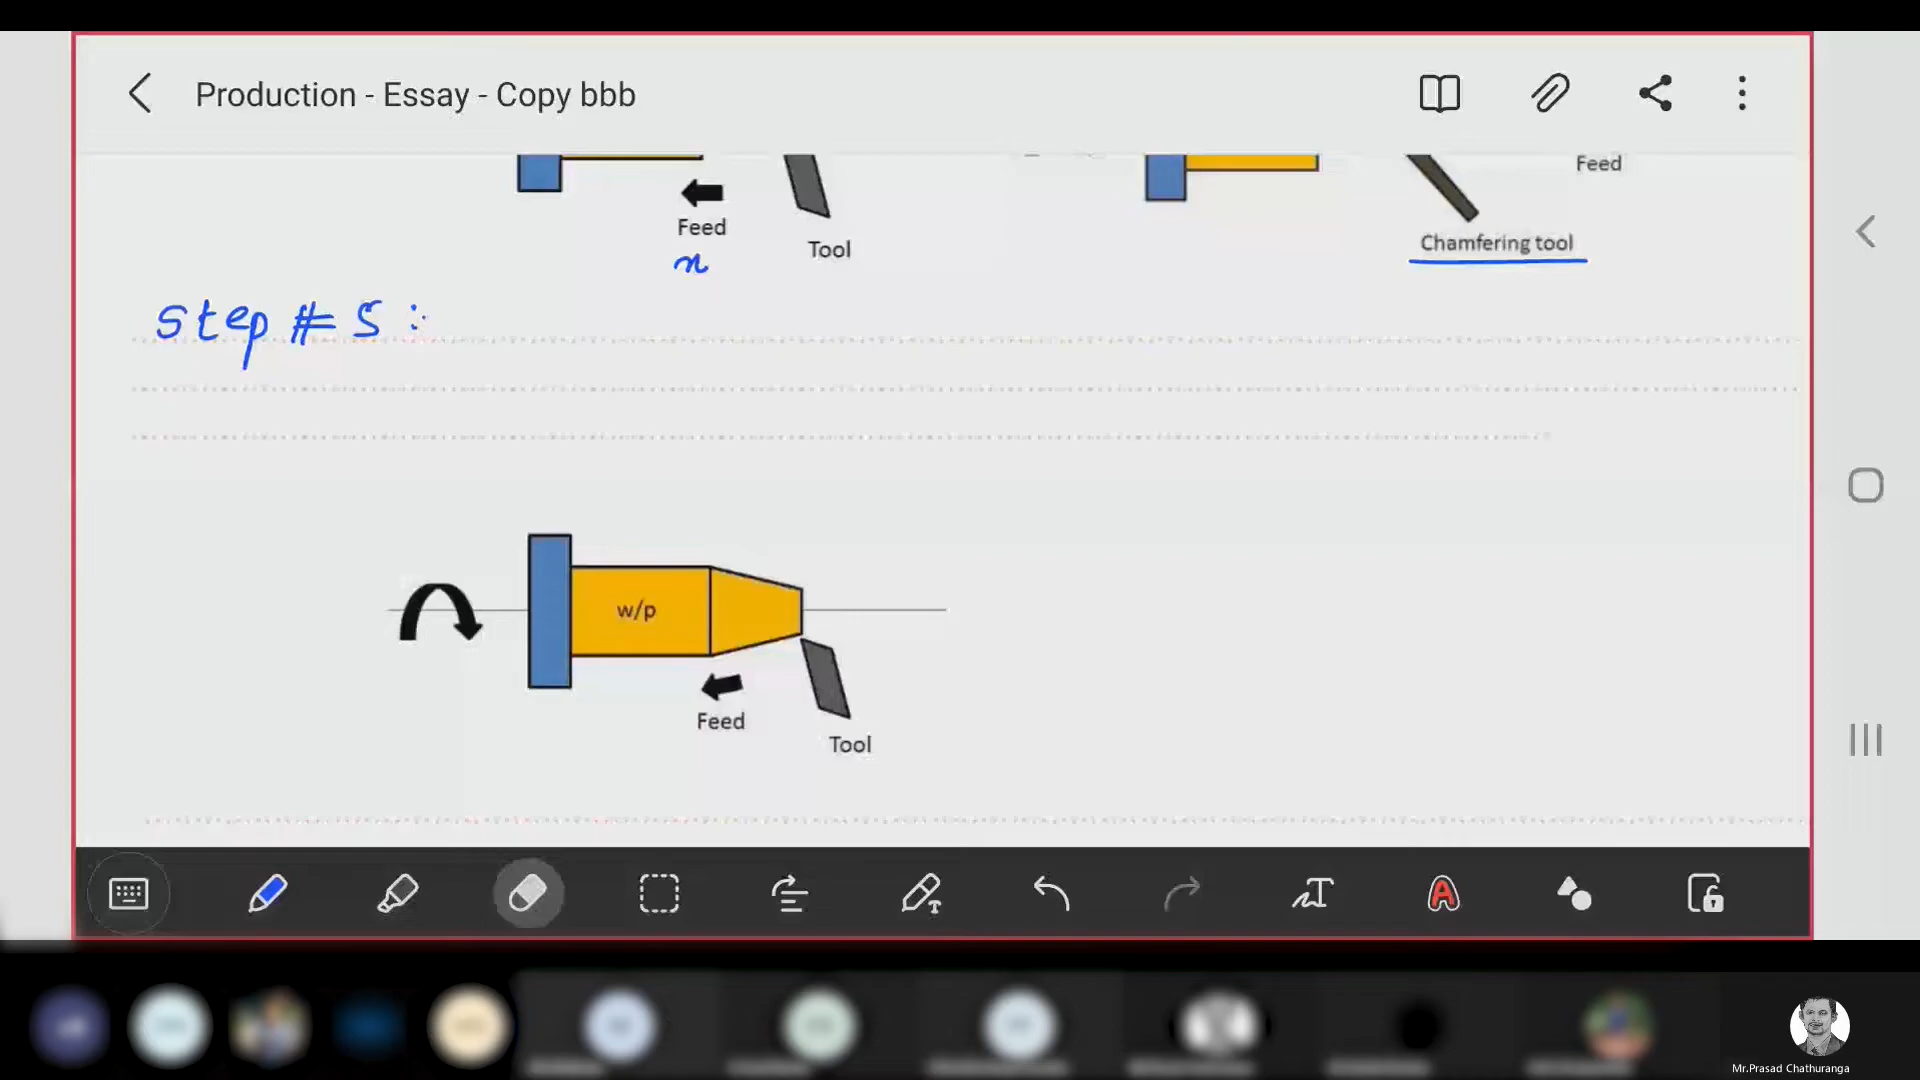 Production - Essay - Copy bbb
Feed
Feed
Tool
Chamfering tool
n
Step # 5 :
w/p
Feed
Tool
Mr.Prasad Chathuranga